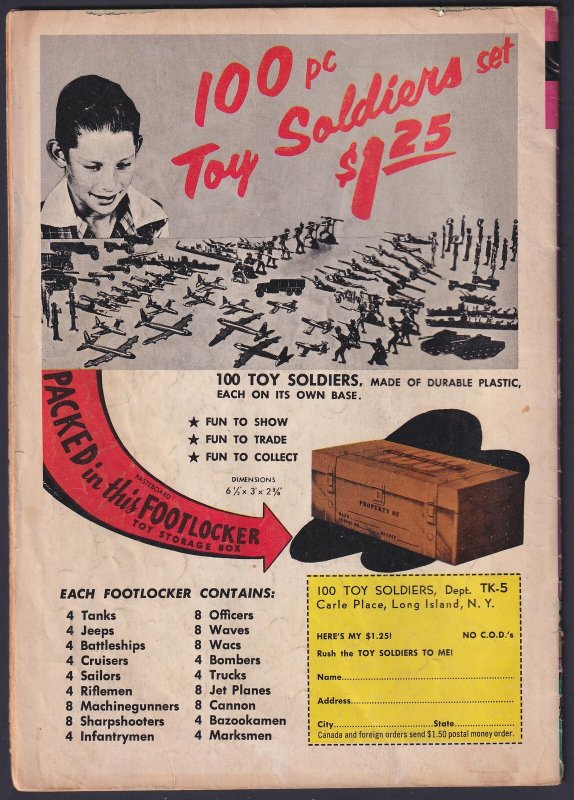 100 pc
Toy Soldiers set
$1.25
100 TOY SOLDIERS, MADE OF DURABLE PLASTIC,
EACH ON ITS OWN BASE.
★ FUN TO SHOW
★ FUN TO TRADE
★ FUN TO COLLECT
PACKED in this
PASTEBOARD
FOOTLOCKER
TOY STORAGE BOX
DIMENSIONS
PROPERTY OF
NAME
EACH FOOTLOCKER CONTAINS:
4 Tanks
4 Jeeps
4 Battleships
4 Cruisers
4 Sailors
4 Riflemen
8 Machinegunners
8 Sharpshooters
4 Infantrymen
8 Officers
8 Waves
8 Wacs
4 Bombers
4 Trucks
8 Jet Planes
8 Cannon
4 Bazookamen
4 Marksmen
100 TOY SOLDIERS, Dept. TK-5
Carle Place, Long Island, N. Y.
HERE'S MY $1.25! NO C.O.D.'s
Rush the TOY SOLDIERS TO ME!
Name
Address
City State
Canada and foreign orders send $1.50 postal money order.